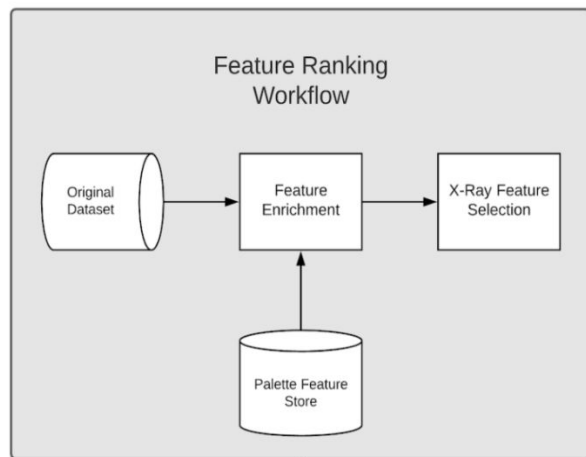 Feature Ranking
Workflow
Original
Dataset
Feature
Enrichment
X-Ray Feature
Selection
Palette Feature
Store